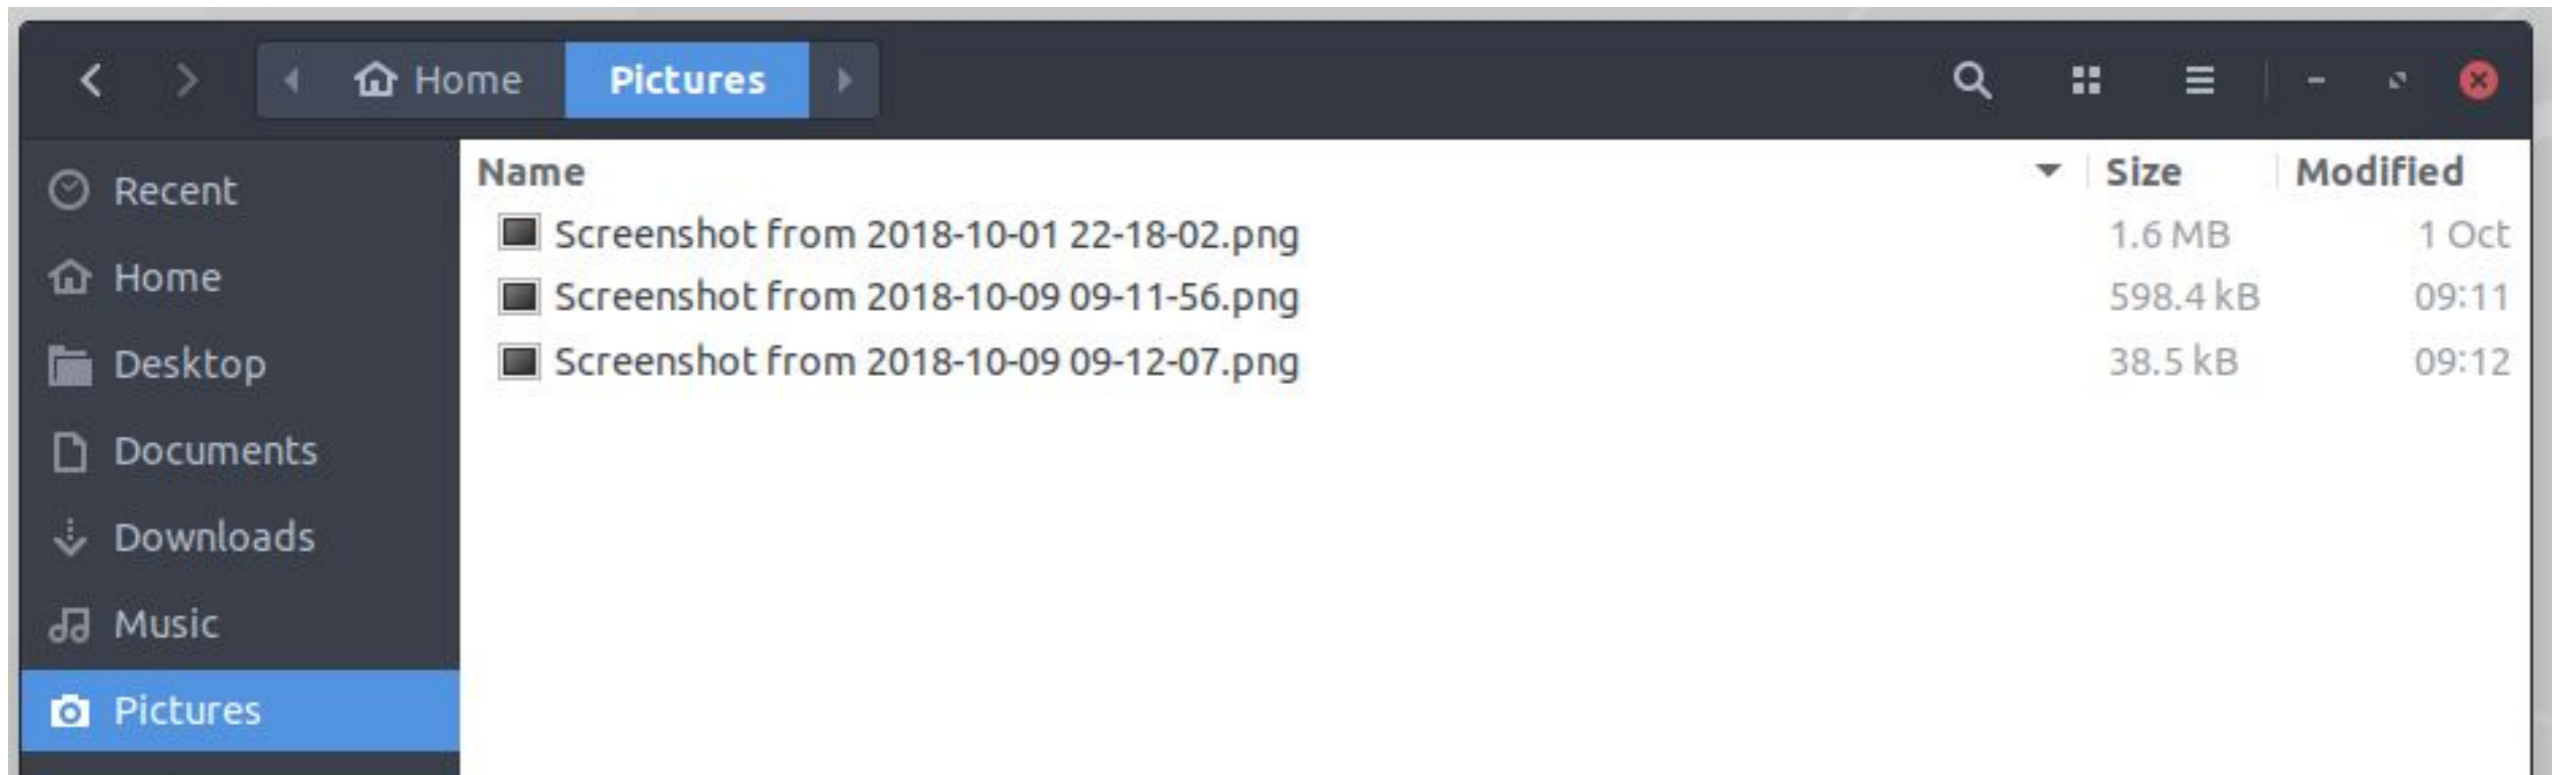 Home Pictures
Recent
Home
Desktop
Documents
Downloads
Music
Pictures
Name Size Modified
Screenshot from 2018-10-01 22-18-02.png 1.6 MB 1 Oct
Screenshot from 2018-10-09 09-11-56.png 598.4 kB 09:11
Screenshot from 2018-10-09 09-12-07.png 38.5 kB 09:12